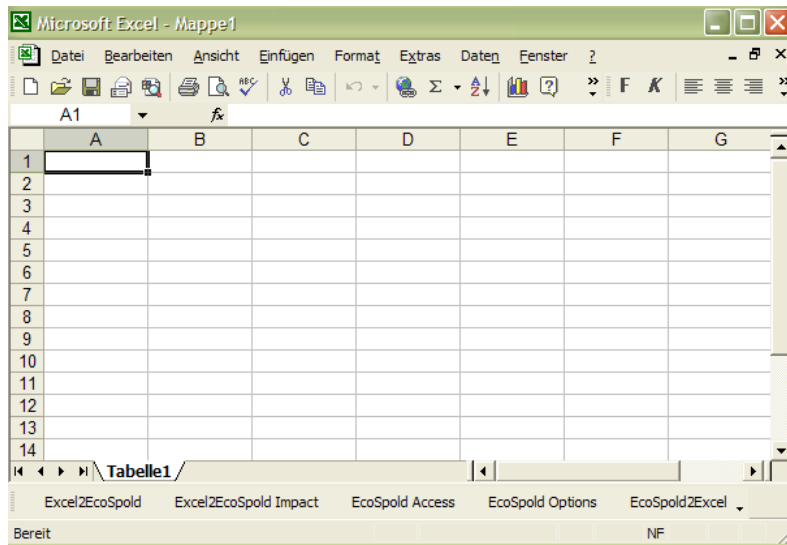 Microsoft Excel - Mappe1
Datei Bearbeiten Ansicht Einfügen Format Extras Daten Fenster ?
ABC Σ F K
A1 fx
A B C D E F G
1
2
3
4
5
6
7
8
9
10
11
12
13
14
Tabelle1
Excel2EcoSpold Excel2EcoSpold Impact EcoSpold Access EcoSpold Options EcoSpold2Excel
Bereit NF